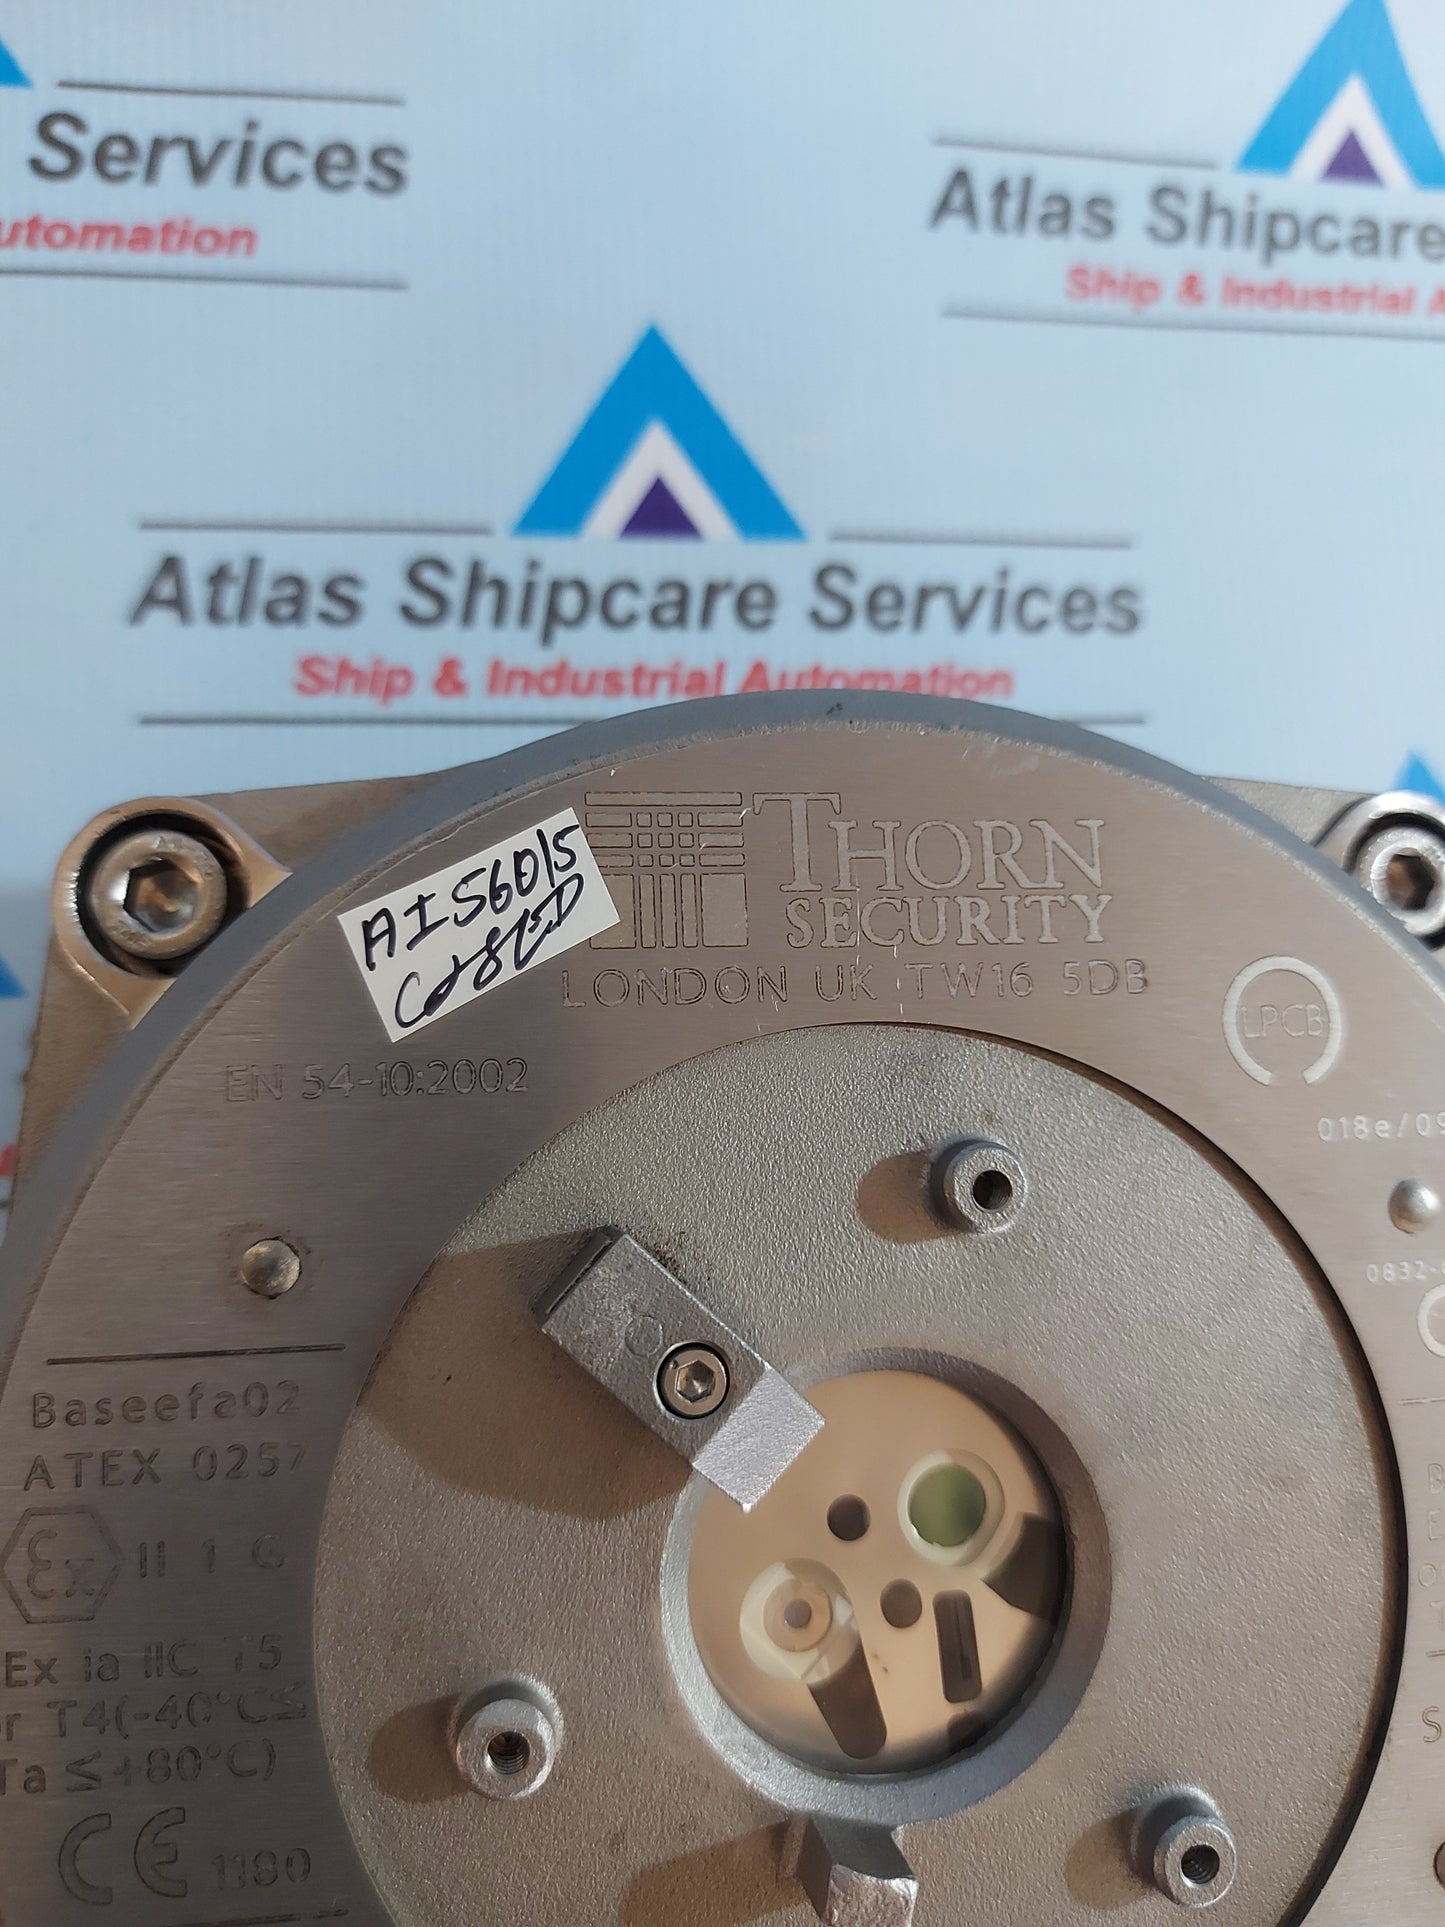 Services
utomation
Atlas Shipcare
Ship & Industrial A
Atlas Shipcare Services
Ship & Industrial Automation
AIS6015
THORN
SECURITY
LONDON UK TW16 5DB
LPCB
EN 54-10:2002
018e/09
0832-
Baseefa02
ATEX 0257
Ex II 1 G
Ex ia IIC T5
or T4(-40°C≤
Ta ≤ +80°C)
CE 1180